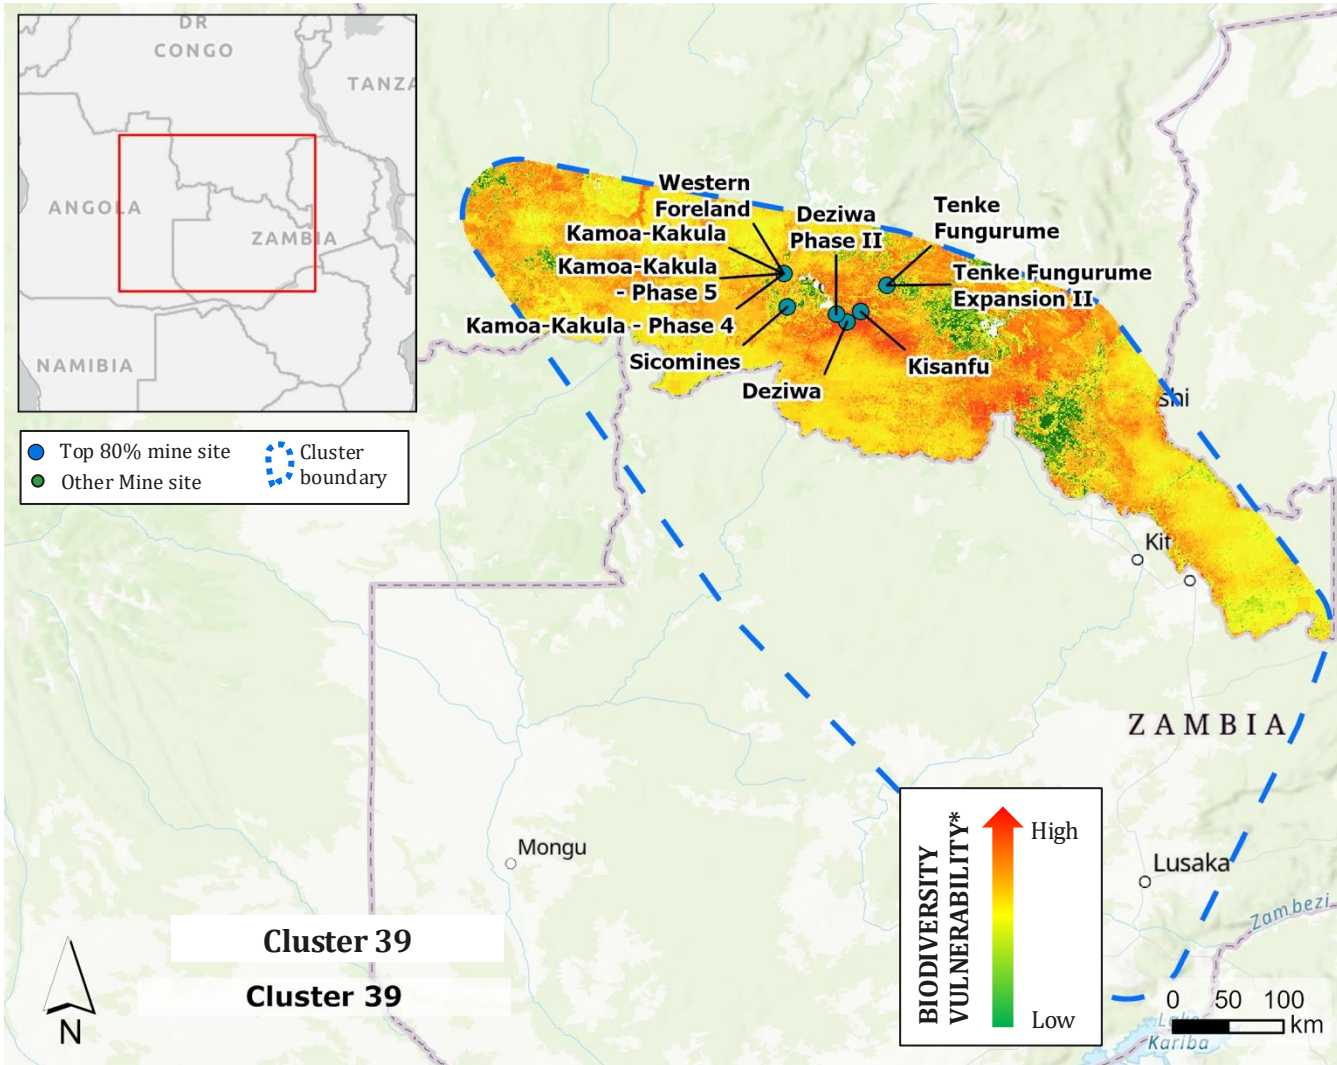 DR
CONGO
TANZA
ANGOLA
ZAMBIA
NAMIBIA
Top 80% mine site
Other Mine site
Cluster
boundary
Western
Foreland
Kamoa-Kakula
Kamoa-Kakula
- Phase 5
Kamoa-Kakula - Phase 4
Sicomines
Deziwa
Phase II
Deziwa
Tenke
Fungurume
Tenke Fungurume
Expansion II
Kisanfu
shi
Kit
ZAMBIA
Mongu
Lusaka
Zambezi
Lake
Kariba
BIODIVERSITY
VULNERABILITY*
High
Low
Cluster 39
Cluster 39
N
0 50 100
km